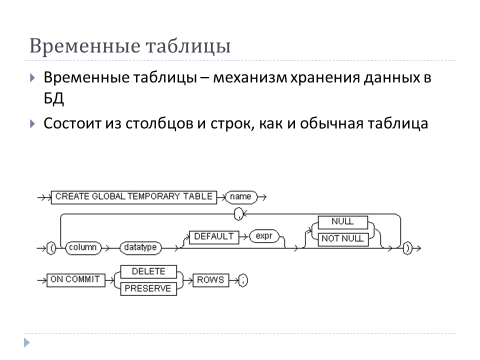 Временные таблицы
Временные таблицы – механизм хранения данных в
БД
Состоит из столбцов и строк, как и обычная таблица
CREATE GLOBAL TEMPORARY TABLE name
,
NULL
DEFAULT expr
NOT NULL
( column datatype )
DELETE
ON COMMIT ROWS ;
PRESERVE